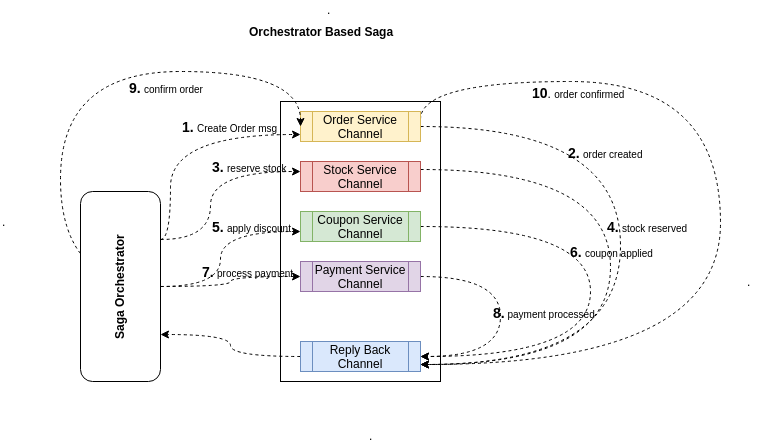 Orchestrator Based Saga
9. confirm order
10. order confirmed
1. Create Order msg
Order Service
Channel
2. order created
3. reserve stock
Stock Service
Channel
5. apply discount
Coupon Service
Channel
4. stock reserved
6. coupon applied
7. process payment
Payment Service
Channel
8. payment processed
Saga Orchestrator
Reply Back
Channel